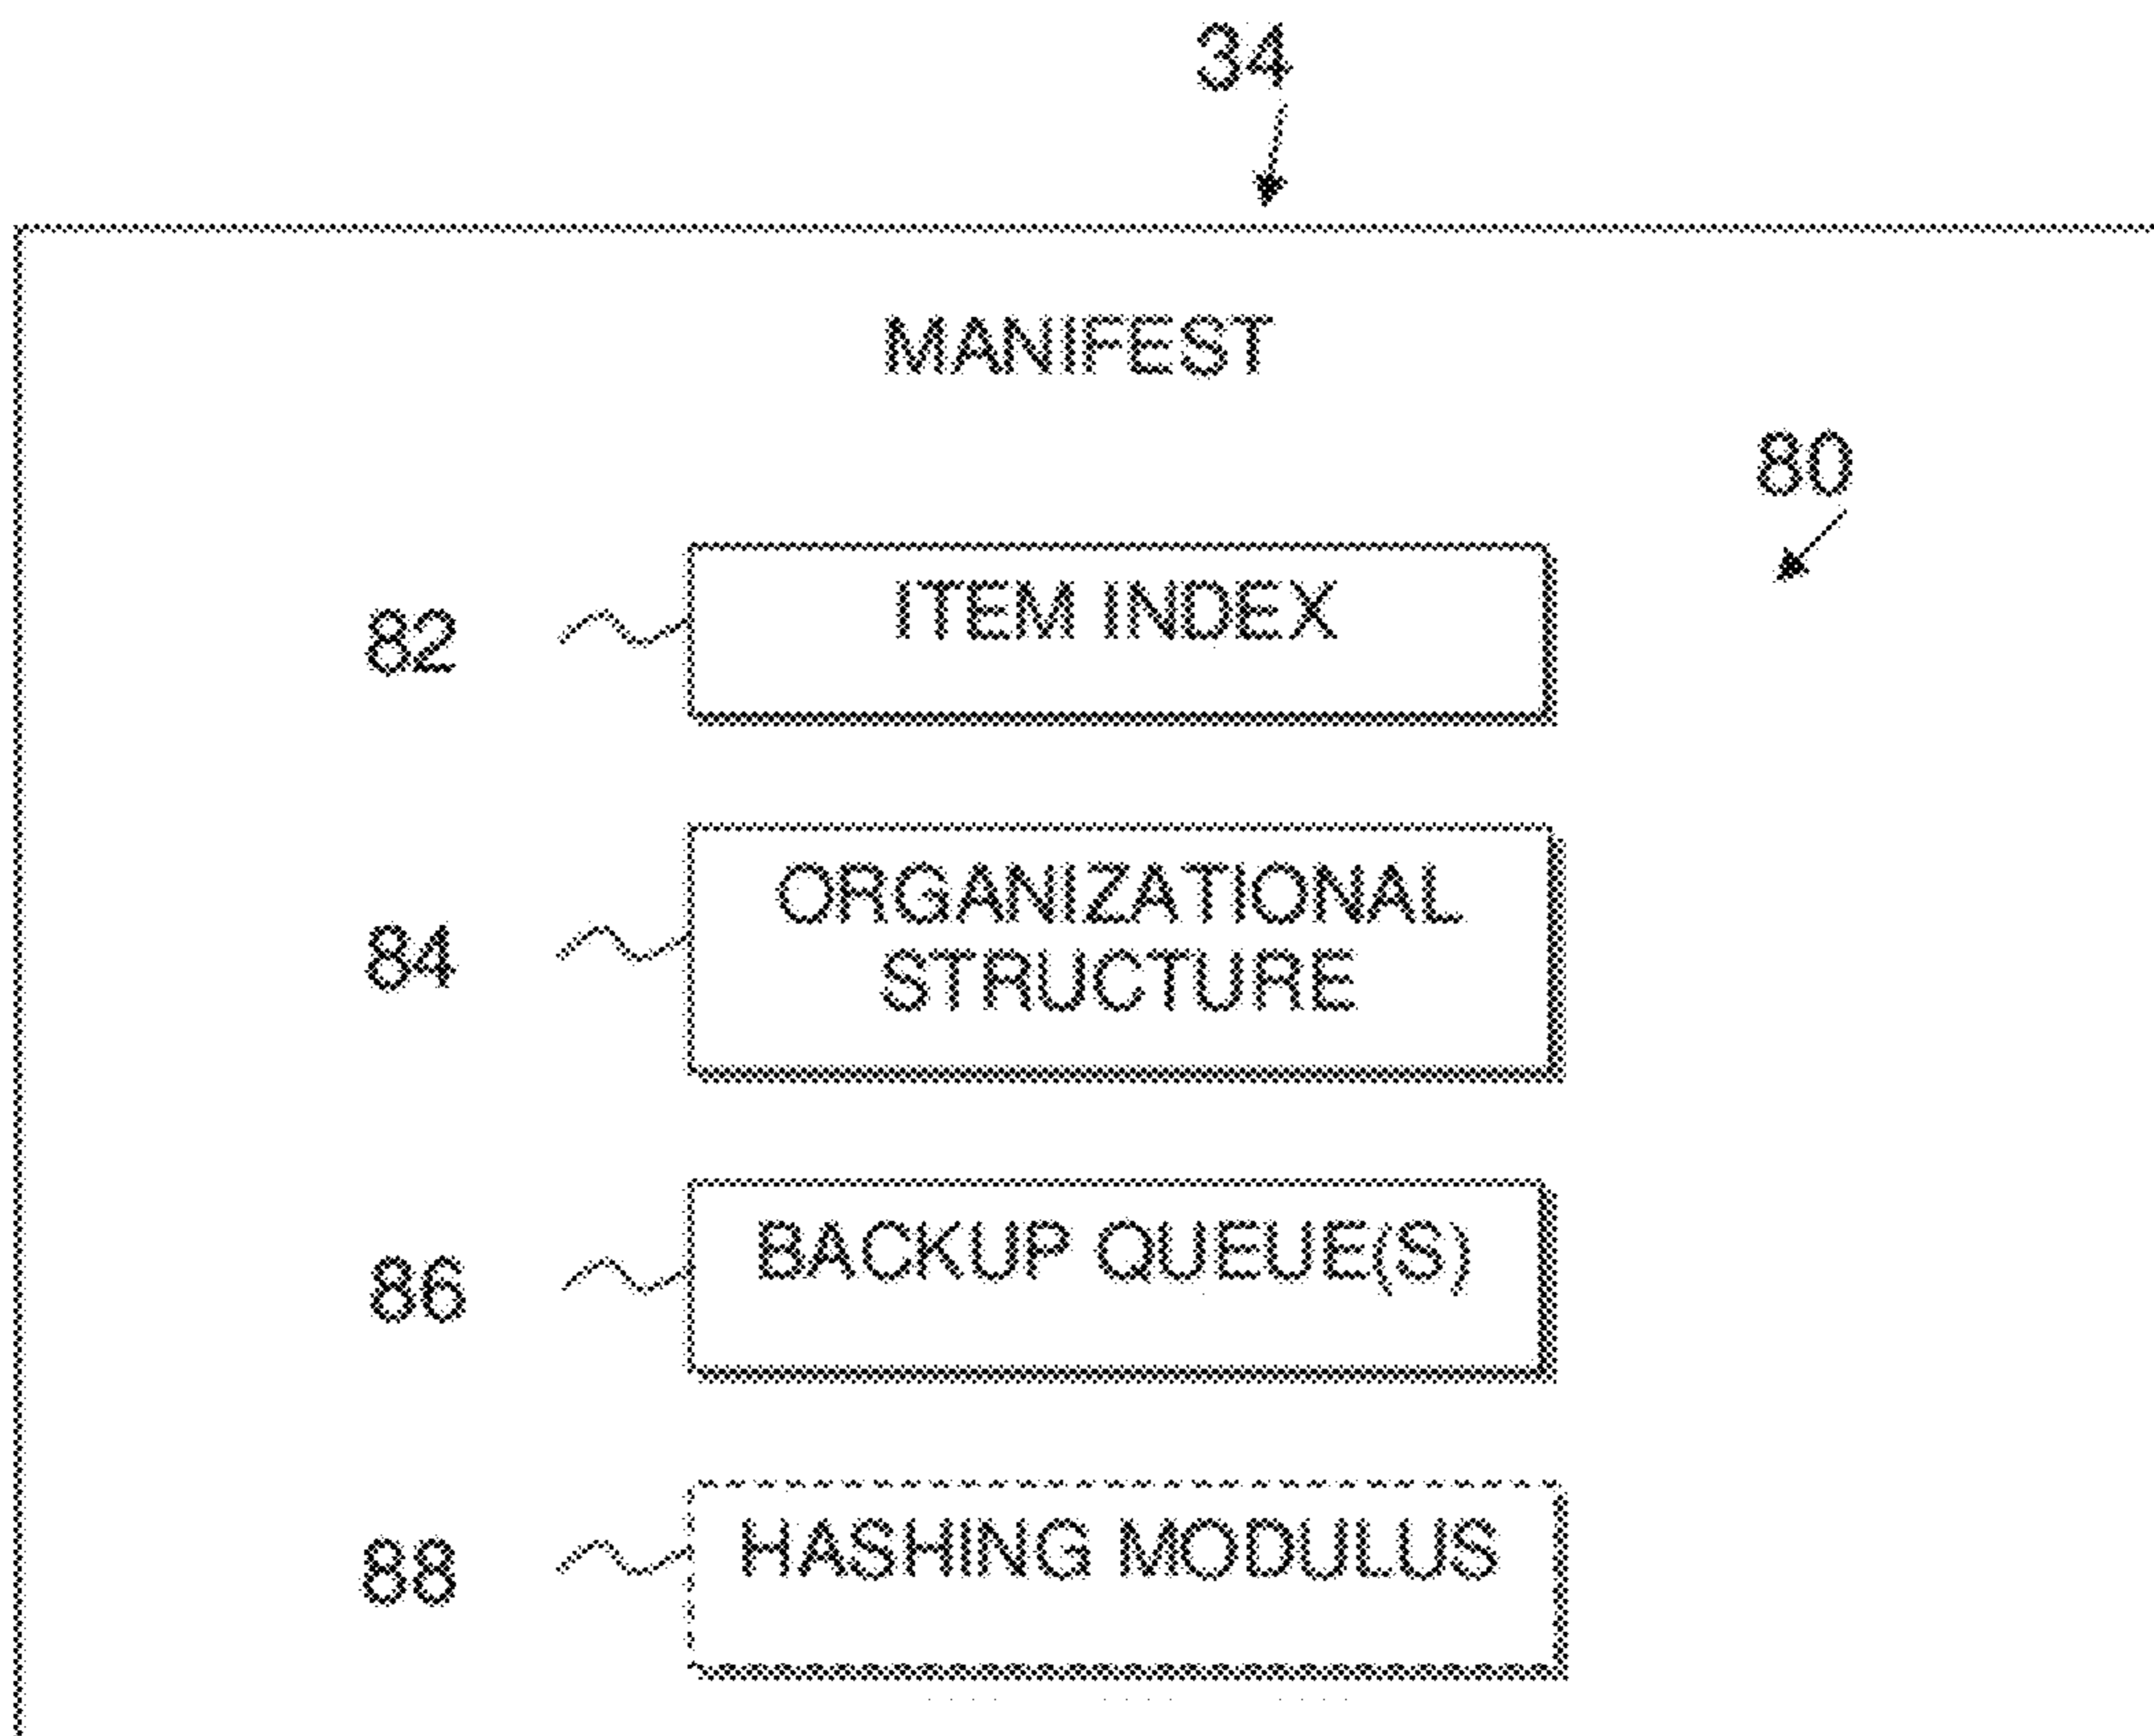 34
MANIFEST
80
82
ITEM INDEX
84
ORGANIZATIONAL
STRUCTURE
86
BACKUP QUEUE(S)
88
HASHING MODULUS